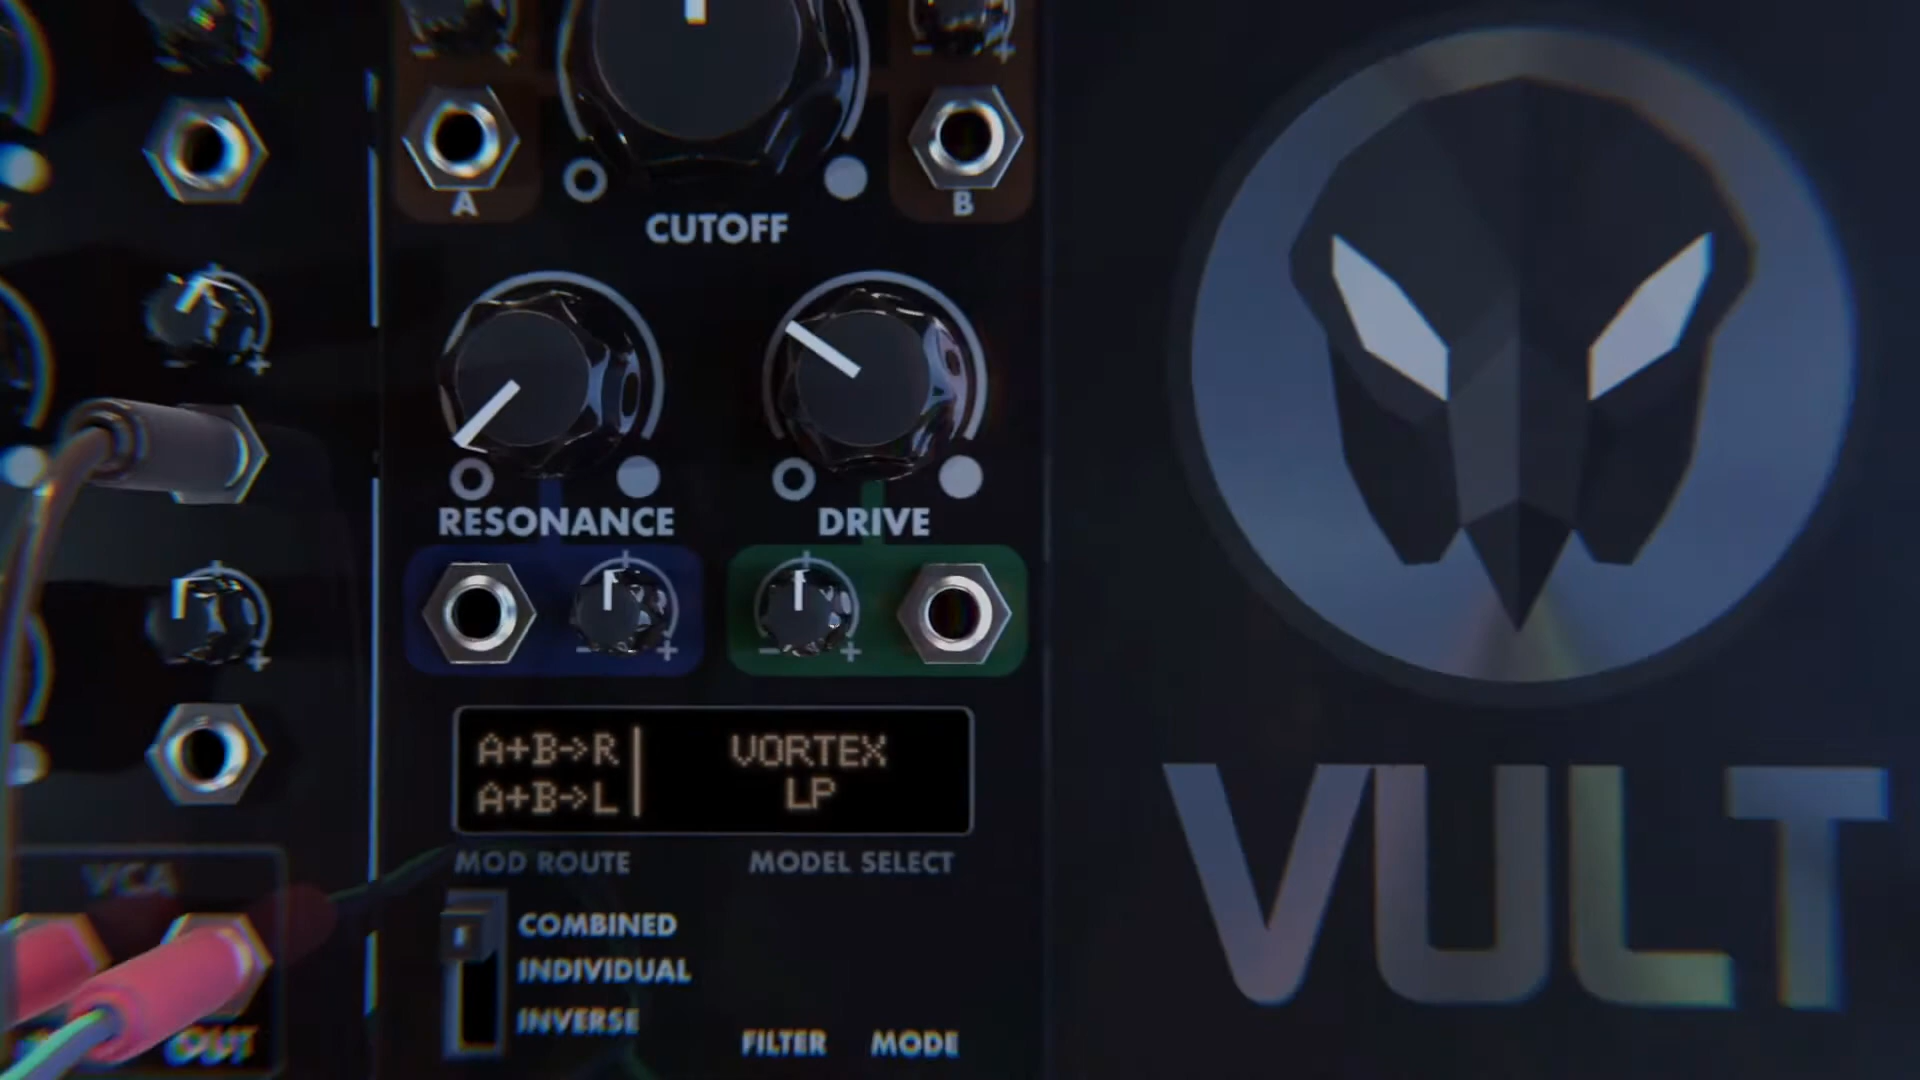 A
B
CUTOFF
RESONANCE
DRIVE
A+B->R
A+B->L
VORTEX
LP
MOD ROUTE
MODEL SELECT
COMBINED
INDIVIDUAL
INVERSE
FILTER
MODE
VCA
OUT
VULT